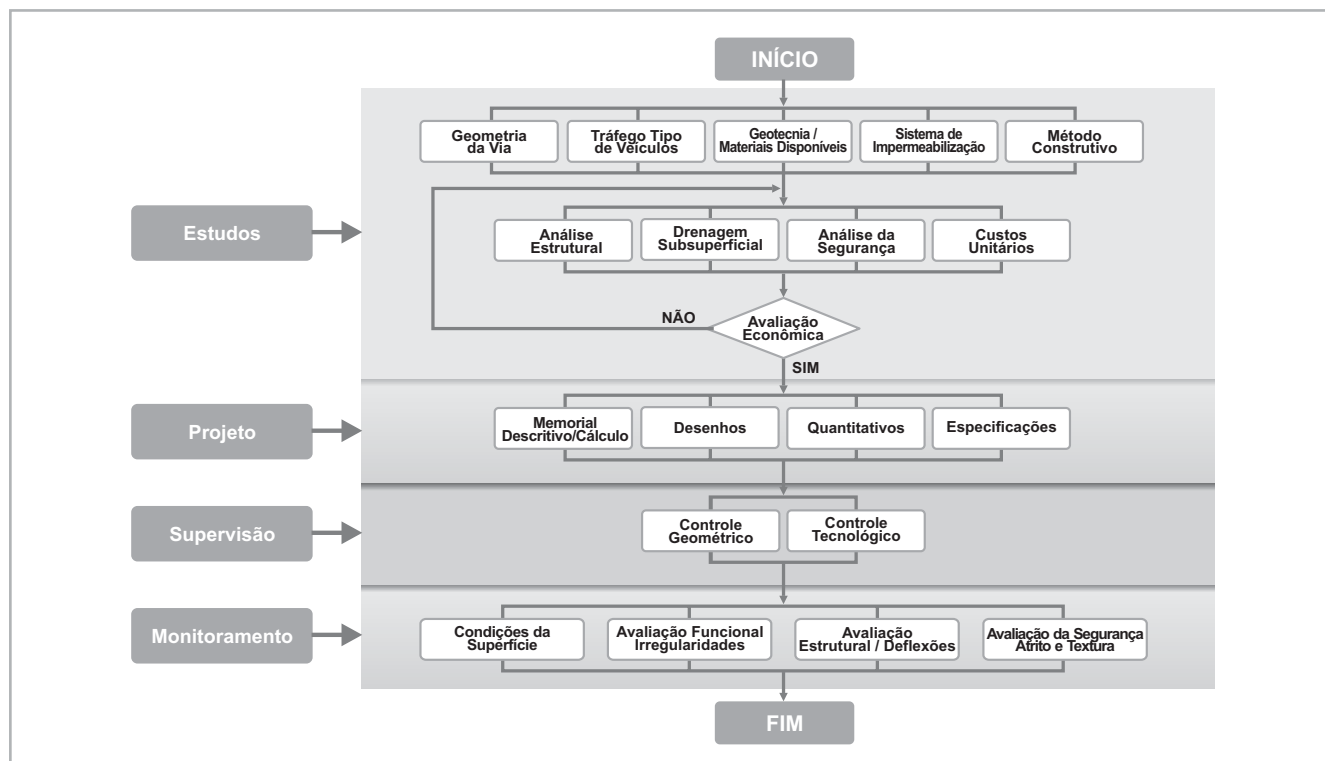 INÍCIO
Geometria
da Via
Tráfego Tipo
de Veículos
Geotecnia /
Materiais Disponíveis
Sistema de
Impermeabilização
Método
Construtivo
Estudos
Análise
Estrutural
Drenagem
Subsuperficial
Análise da
Segurança
Custos
Unitários
NÃO
Avaliação
Econômica
SIM
Projeto
Memorial
Descritivo/Cálculo
Desenhos
Quantitativos
Especificações
Supervisão
Controle
Geométrico
Controle
Tecnológico
Monitoramento
Condições da
Superfície
Avaliação Funcional
Irregularidades
Avaliação
Estrutural / Deflexões
Avaliação da Segurança
Atrito e Textura
FIM